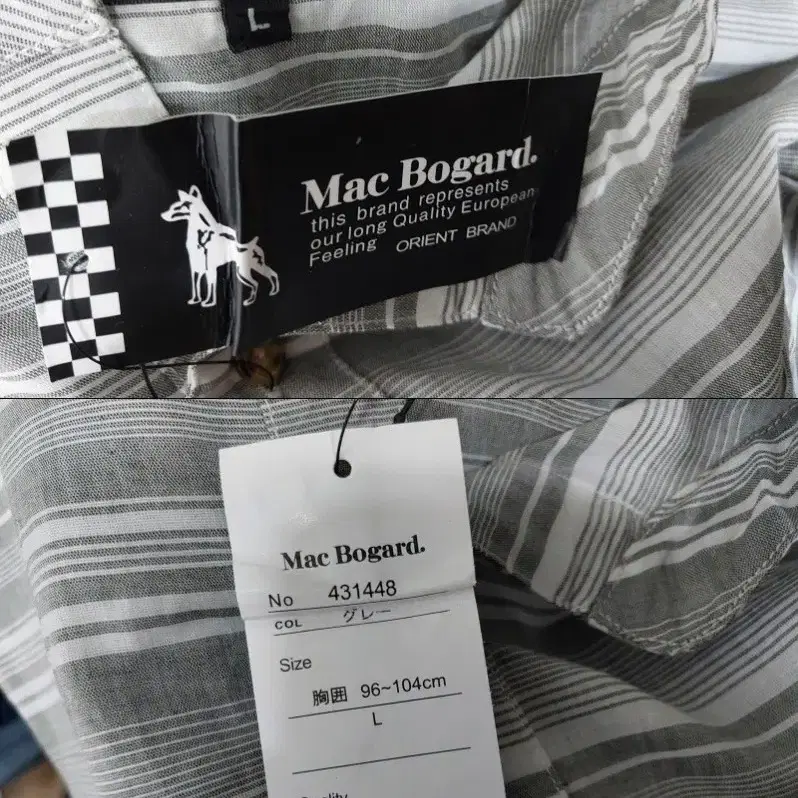 L
Mac Bogard.
this brand represents
our long Quality European
Feeling ORIENT BRAND
Mac Bogard.
No 431448
COL グレー
Size
胸囲 96~104cm
L
Quality